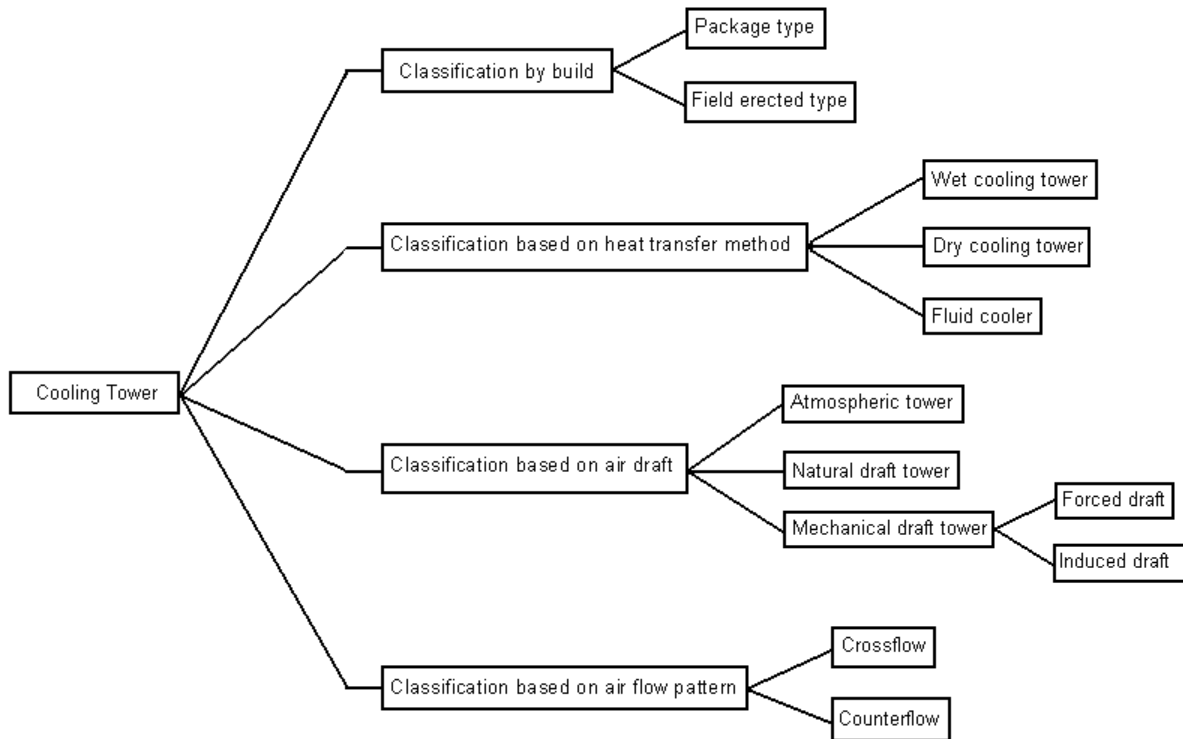 Cooling Tower
Classification by build
Package type
Field erected type
Classification based on heat transfer method
Wet cooling tower
Dry cooling tower
Fluid cooler
Classification based on air draft
Atmospheric tower
Natural draft tower
Mechanical draft tower
Forced draft
Induced draft
Classification based on air flow pattern
Crossflow
Counterflow